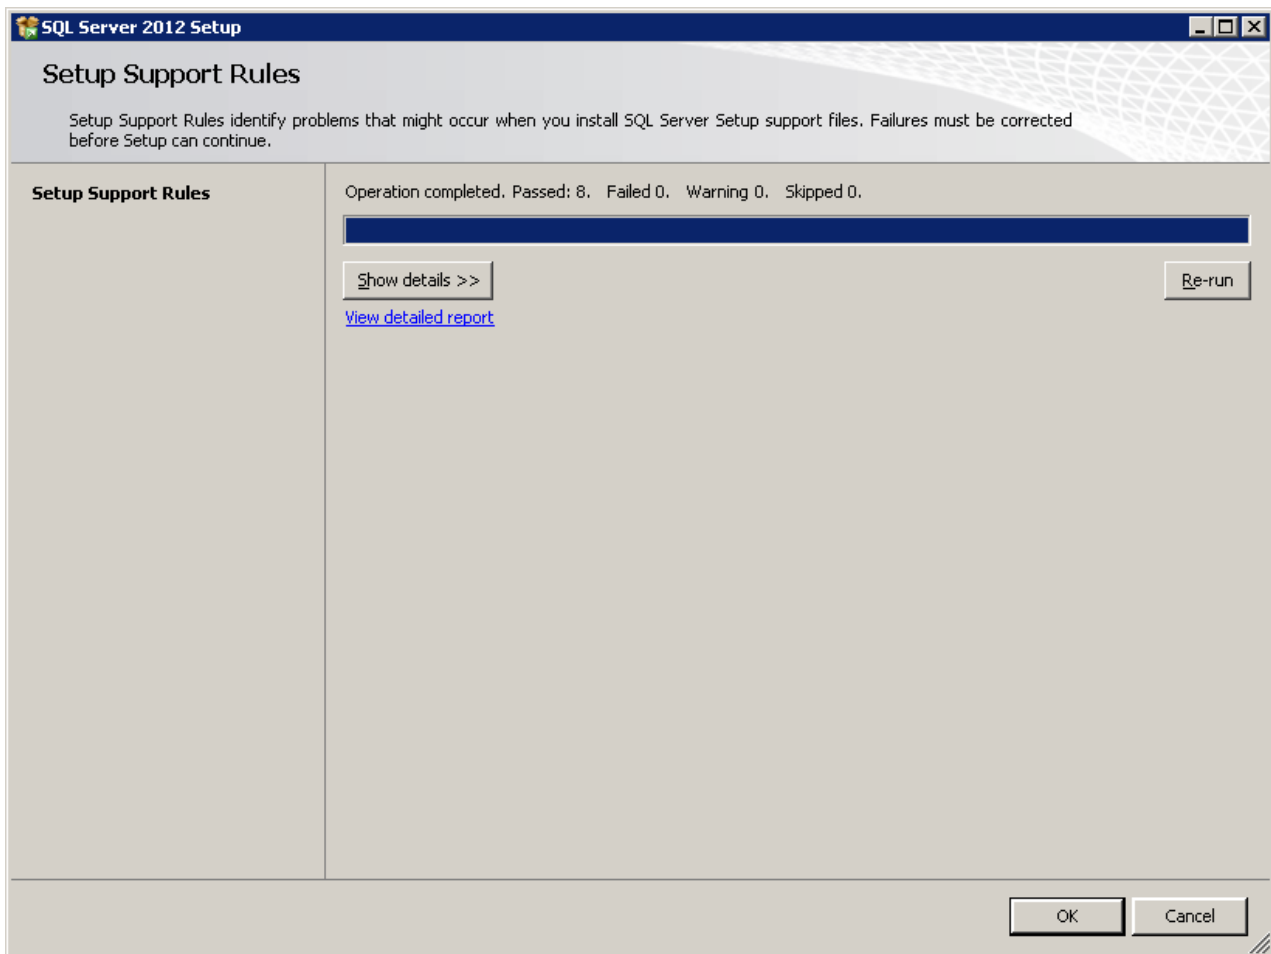 SQL Server 2012 Setup
Setup Support Rules
Setup Support Rules identify problems that might occur when you install SQL Server Setup support files. Failures must be corrected
before Setup can continue.
Setup Support Rules
Operation completed. Passed: 8.   Failed 0.   Warning 0.   Skipped 0.
Show details >>
Re-run
View detailed report
OK
Cancel